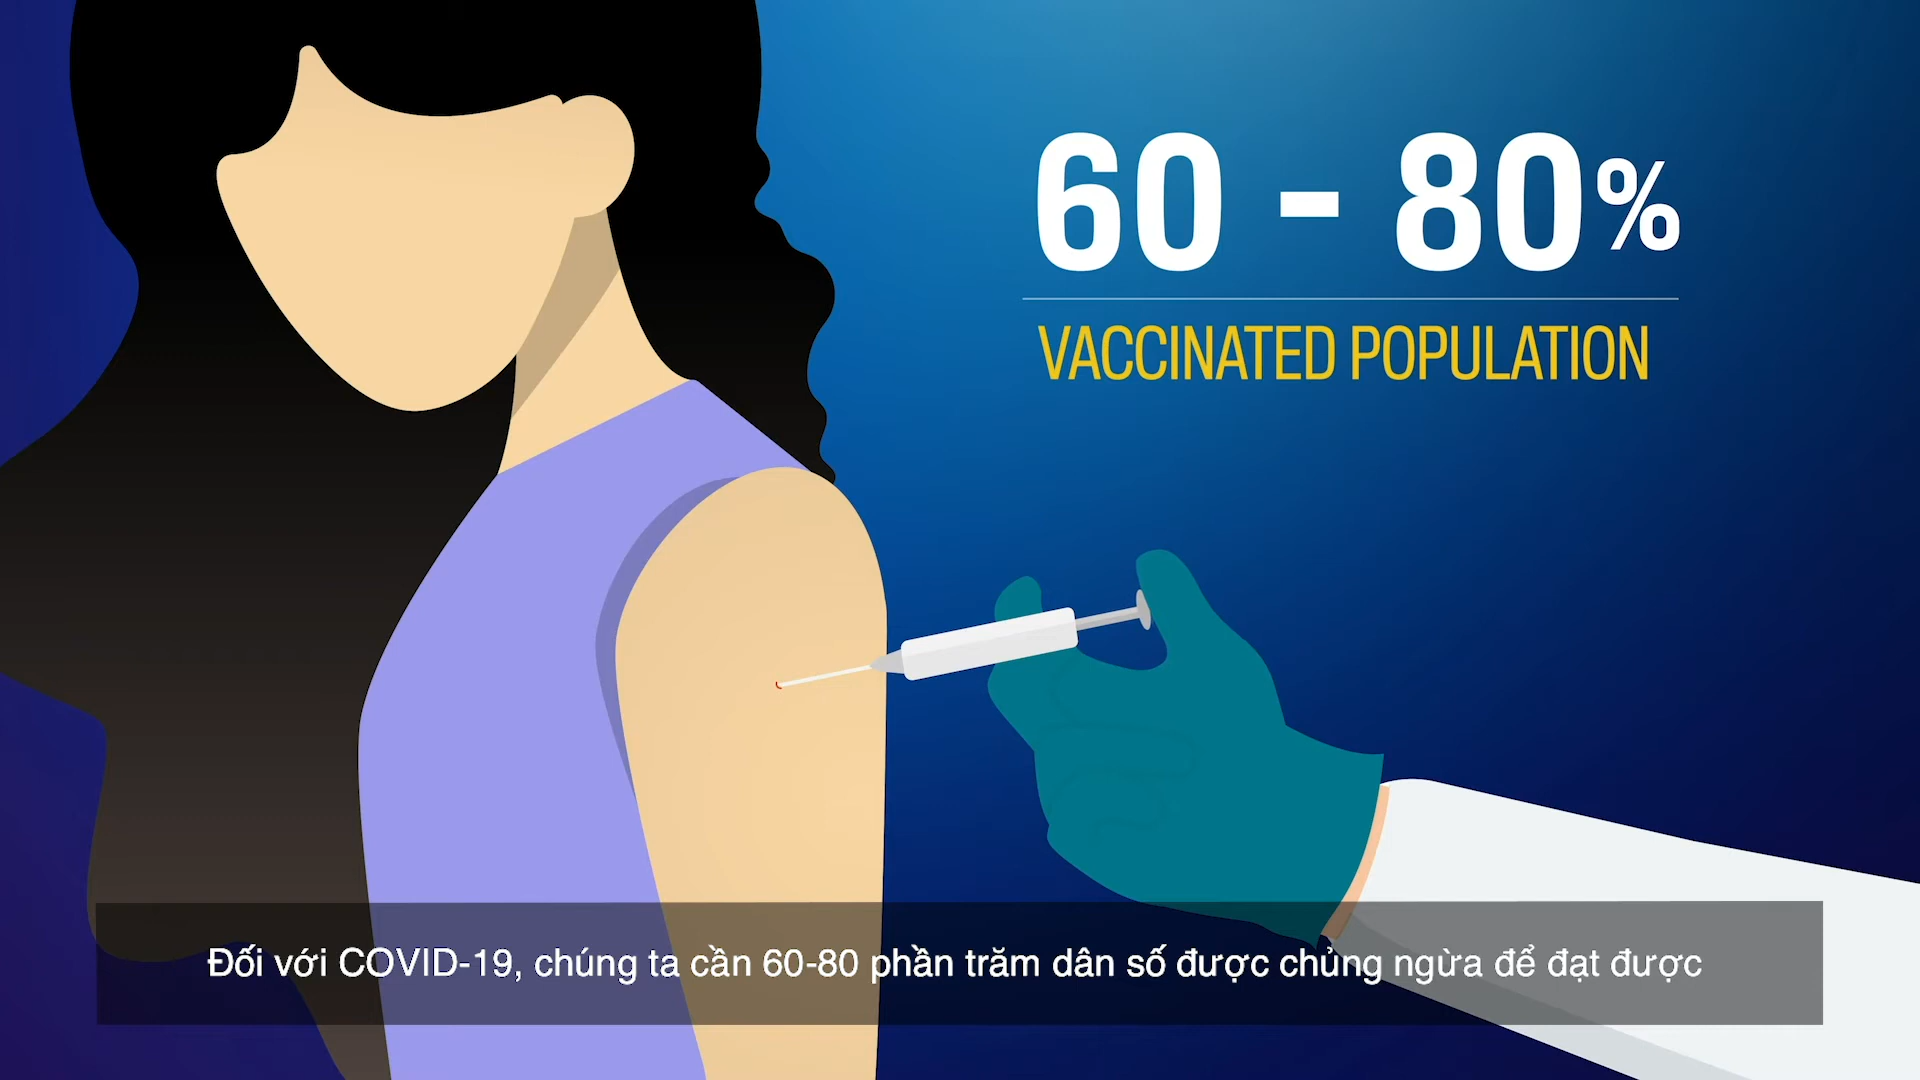 60 - 80%
VACCINATED POPULATION
Đối với COVID-19, chúng ta cần 60-80 phần trăm dân số được chủng ngừa để đạt được